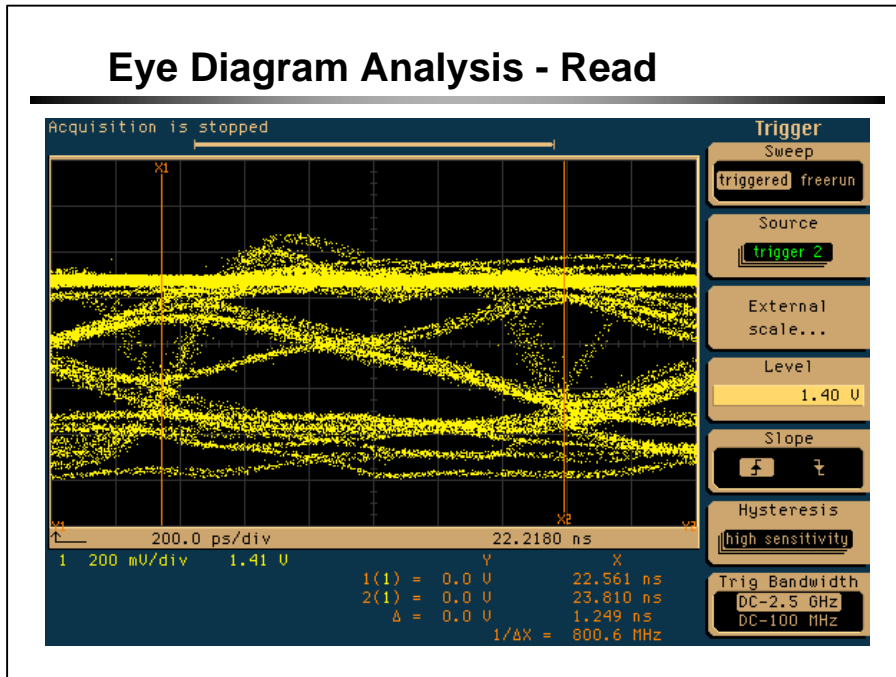 Eye Diagram Analysis - Read
Acquisition is stopped
Trigger
Sweep
triggered freerun
Source
trigger 2
External
scale...
Level
1.40 V
Slope
Hysteresis
high sensitivity
Trig Bandwidth
DC-2.5 GHz
DC-100 MHz
X1
X1 X2
200.0 ps/div 22.2180 ns
1 200 mV/div 1.41 V
Y X
1(1) = 0.0 V 22.561 ns
2(1) = 0.0 V 23.810 ns
Δ = 0.0 V 1.249 ns
1/ΔX = 800.6 MHz